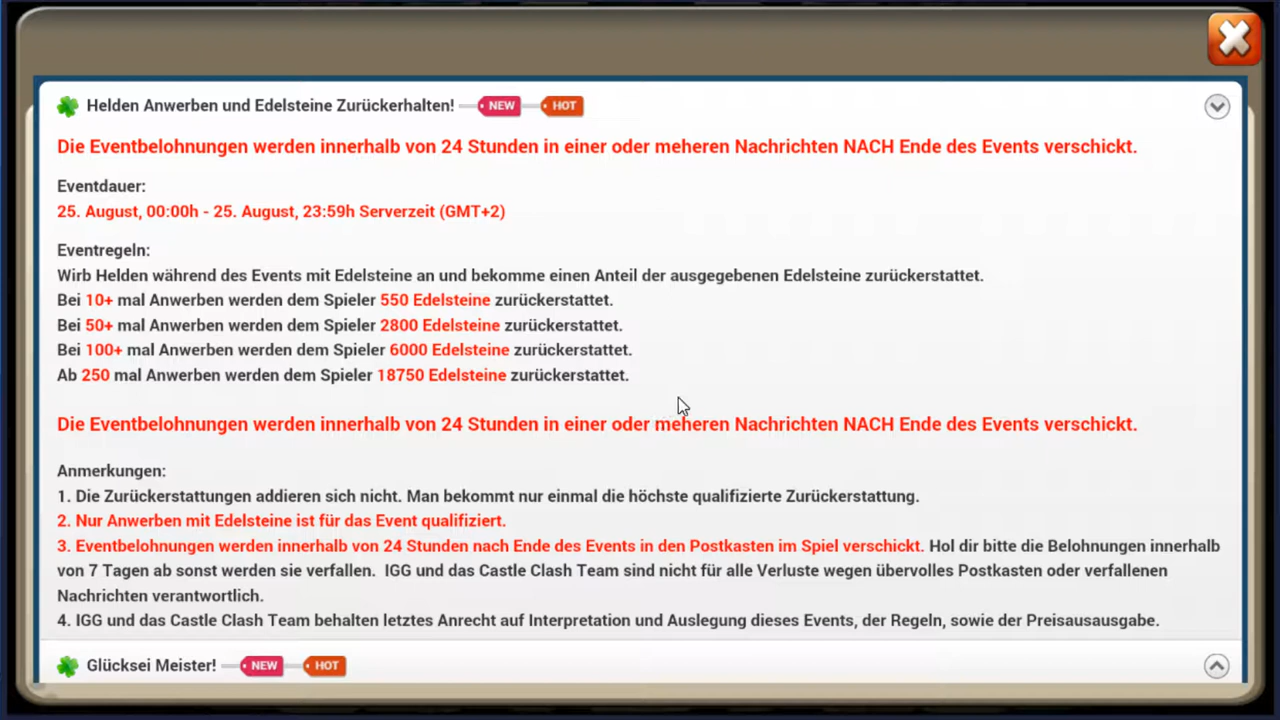 Helden Anwerben und Edelsteine Zurückerhalten! NEW HOT
Die Eventbelohnungen werden innerhalb von 24 Stunden in einer oder meheren Nachrichten NACH Ende des Events verschickt.
Eventdauer:
25. August, 00:00h - 25. August, 23:59h Serverzeit (GMT+2)
Eventregeln:
Wirb Helden während des Events mit Edelsteine an und bekomme einen Anteil der ausgegebenen Edelsteine zurückerstattet.
Bei 10+ mal Anwerben werden dem Spieler 550 Edelsteine zurückerstattet.
Bei 50+ mal Anwerben werden dem Spieler 2800 Edelsteine zurückerstattet.
Bei 100+ mal Anwerben werden dem Spieler 6000 Edelsteine zurückerstattet.
Ab 250 mal Anwerben werden dem Spieler 18750 Edelsteine zurückerstattet.
Die Eventbelohnungen werden innerhalb von 24 Stunden in einer oder meheren Nachrichten NACH Ende des Events verschickt.
Anmerkungen:
1. Die Zurückerstattungen addieren sich nicht. Man bekommt nur einmal die höchste qualifizierte Zurückerstattung.
2. Nur Anwerben mit Edelsteine ist für das Event qualifiziert.
3. Eventbelohnungen werden innerhalb von 24 Stunden nach Ende des Events in den Postkasten im Spiel verschickt. Hol dir bitte die Belohnungen innerhalb
von 7 Tagen ab sonst werden sie verfallen. IGG und das Castle Clash Team sind nicht für alle Verluste wegen übervolles Postkasten oder verfallenen
Nachrichten verantwortlich.
4. IGG und das Castle Clash Team behalten letztes Anrecht auf Interpretation und Auslegung dieses Events, der Regeln, sowie der Preisausausgabe.
Glücksei Meister! NEW HOT